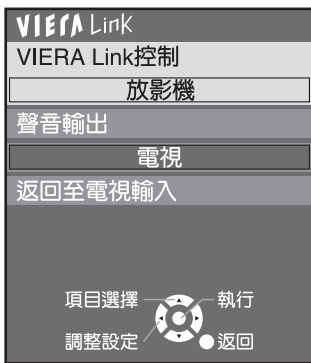 VIERA Link
VIERA Link控制
放影機
聲音輸出
電視
返回至電視輸入
項目選擇
執行
調整設定
返回